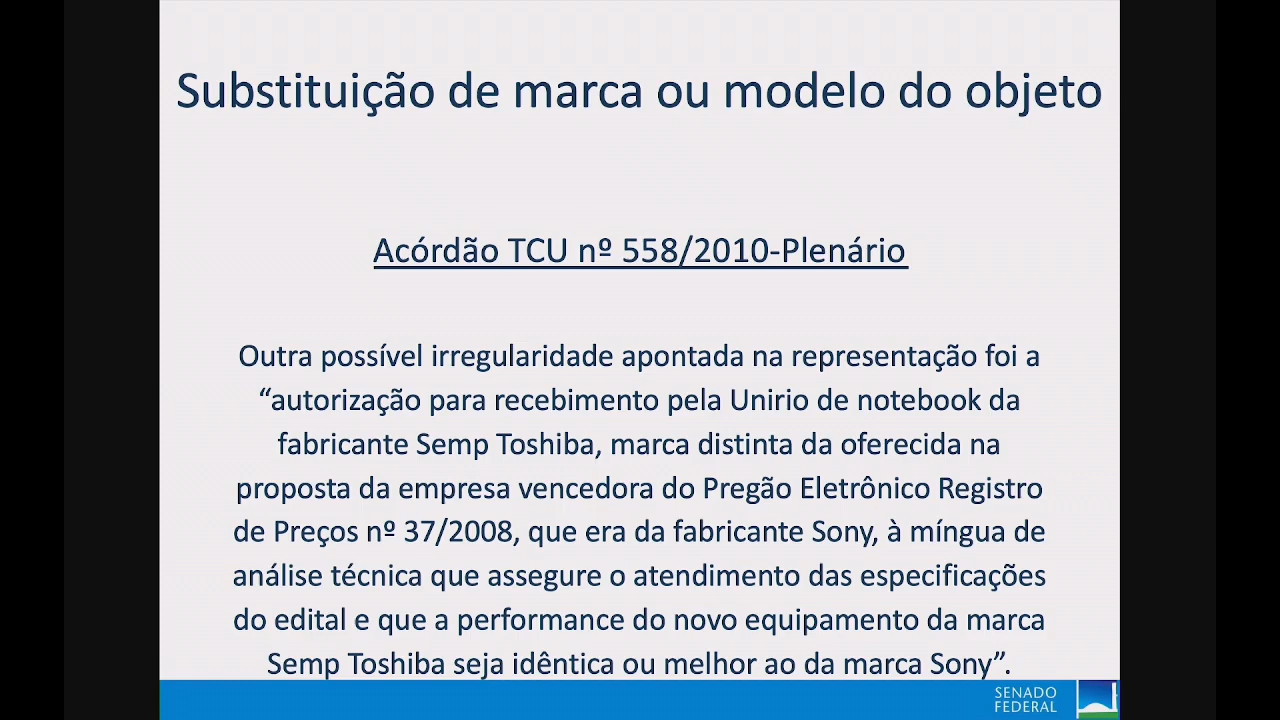 Substituição de marca ou modelo do objeto
Acórdão TCU nº 558/2010-Plenário
Outra possível irregularidade apontada na representação foi a
“autorização para recebimento pela Unirio de notebook da
fabricante Semp Toshiba, marca distinta da oferecida na
proposta da empresa vencedora do Pregão Eletrônico Registro
de Preços nº 37/2008, que era da fabricante Sony, à míngua de
análise técnica que assegure o atendimento das especificações
do edital e que a performance do novo equipamento da marca
Semp Toshiba seja idêntica ou melhor ao da marca Sony”.
SENADO
FEDERAL